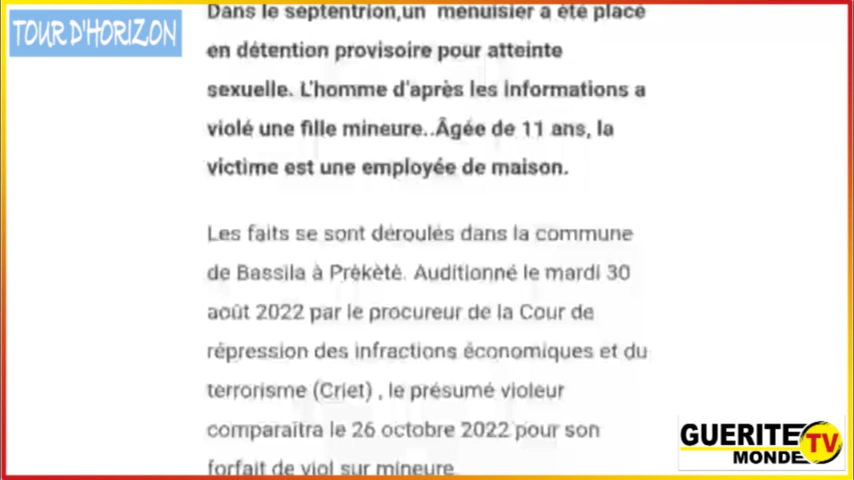 TOUR D'HORIZON
Dans le septentrion,un menuisier a été placé
en détention provisoire pour atteinte
sexuelle. L'homme d'après les informations a
violé une fille mineure..Âgée de 11 ans, la
victime est une employée de maison.
Les faits se sont déroulés dans la commune
de Bassila à Prèkètè. Auditionné le mardi 30
août 2022 par le procureur de la Cour de
répression des infractions économiques et du
terrorisme (Criet) , le présumé violeur
comparaîtra le 26 octobre 2022 pour son
forfait de viol sur mineure
GUERITE TV
MONDE